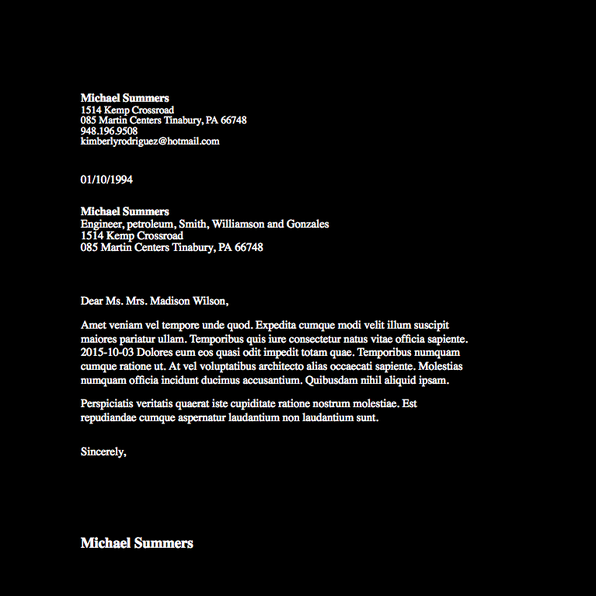 Michael Summers
1514 Kemp Crossroad
085 Martin Centers Tinabury, PA 66748
948.196.9508
kimberlyrodriguez@hotmail.com
01/10/1994
Michael Summers
Engineer, petroleum, Smith, Williamson and Gonzales
1514 Kemp Crossroad
085 Martin Centers Tinabury, PA 66748
Dear Ms. Mrs. Madison Wilson,
Amet veniam vel tempore unde quod. Expedita cumque modi velit illum suscipit
maiores pariatur ullam. Temporibus quis iure consectetur natus vitae officia sapiente.
2015-10-03 Dolores eum eos quasi odit impedit totam quae. Temporibus numquam
cumque ratione ut. At vel voluptatibus architecto alias occaecati sapiente. Molestias
numquam officia incidunt ducimus accusantium. Quibusdam nihil aliquid ipsam.
Perspiciatis veritatis quaerat iste cupiditate ratione nostrum molestiae. Est
repudiandae cumque aspernatur laudantium non laudantium sunt.
Sincerely,
Michael Summers